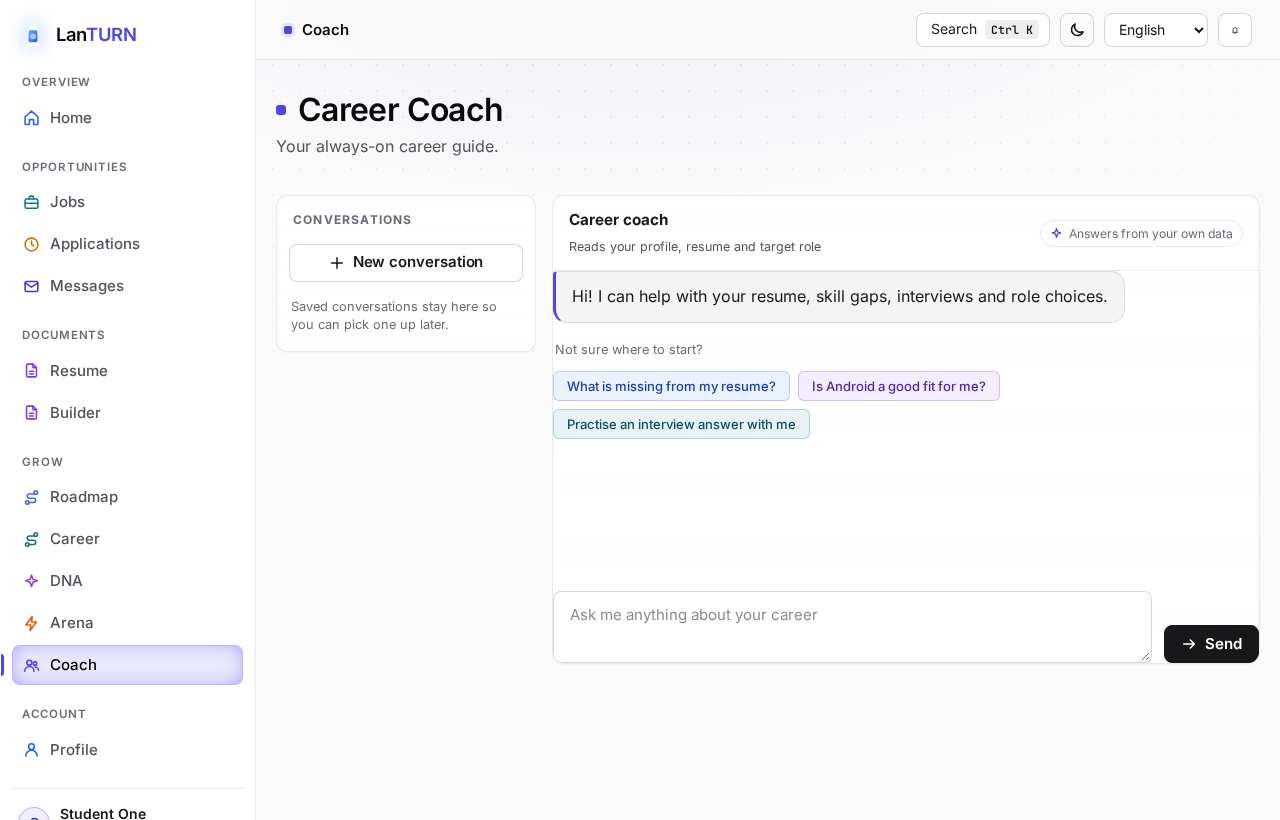 LanTURN
OVERVIEW
Home
OPPORTUNITIES
Jobs
Applications
Messages
DOCUMENTS
Resume
Builder
GROW
Roadmap
Career
DNA
Arena
Coach
ACCOUNT
Profile
Student One
Coach
Search Ctrl K
English
Career Coach
Your always-on career guide.
CONVERSATIONS
New conversation
Saved conversations stay here so
you can pick one up later.
Career coach
Reads your profile, resume and target role
Answers from your own data
Hi! I can help with your resume, skill gaps, interviews and role choices.
Not sure where to start?
What is missing from my resume?
Is Android a good fit for me?
Practise an interview answer with me
Ask me anything about your career
Send